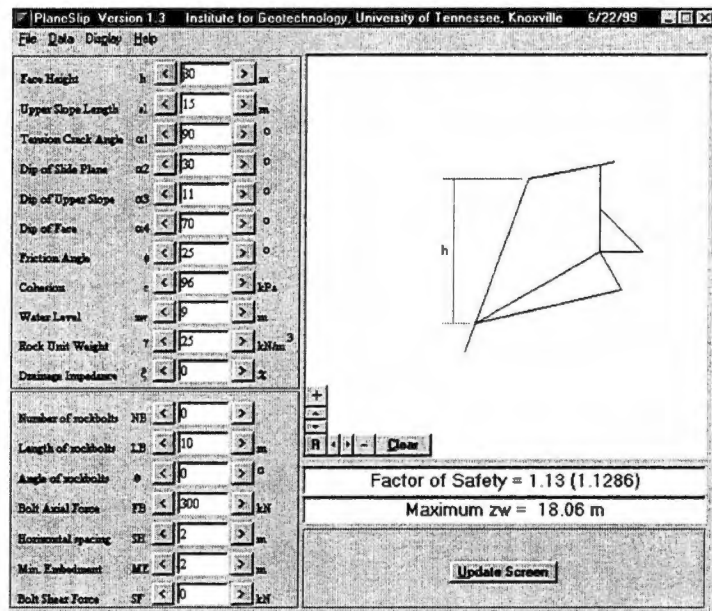 PlaneSlip Version 1.3 Institute for Geotechnology, University of Tennessee, Knoxville 6/22/99
File Data Display Help
Face Height h < 30 > m
Upper Slope Length s1 < 15 > m
Tension Crack Angle α1 < 90 > °
Dip of Slide Plane α2 < 30 > °
Dip of Upper Slope α3 < 11 > °
Dip of Face α4 < 70 > °
Friction Angle ϕ < 25 > °
Cohesion c < 96 > kPa
Water Level zw < 9 > m
Rock Unit Weight γ < 25 > kN/m³
Drainage Impedance ξ < 0 > %
Number of rockbolts NB < 0 >
Length of rockbolts LB < 10 > m
Angle of rockbolts θ < 0 > °
Bolt Axial Force FB < 300 > kN
Horizontal spacing SH < 2 > m
Min. Embedment ME < 2 > m
Bolt Shear Force SF < 0 > kN
h
+
R − Clear
Factor of Safety = 1.13 (1.1286)
Maximum zw = 18.06 m
Update Screen